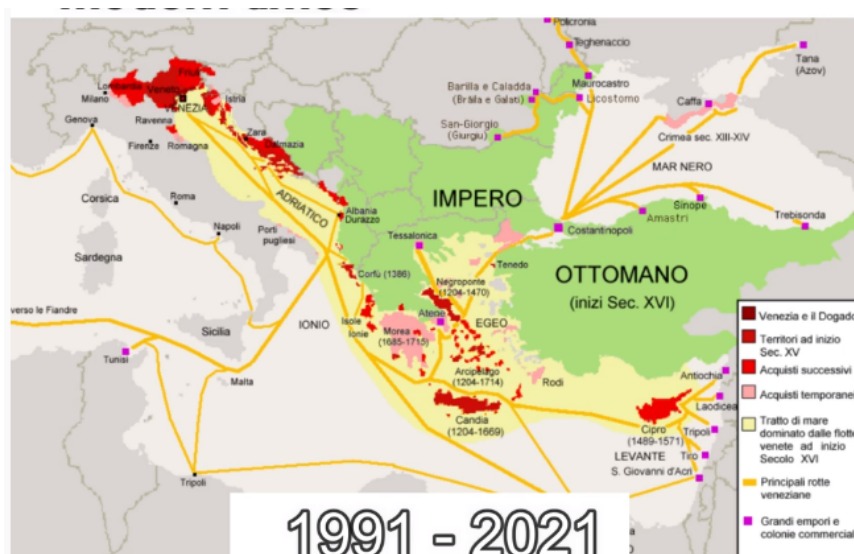 Policronia
Teghenaccio
Tana
(Azov)
Maurocastro
Licostomo
Barilla e Caladda
(Brăila e Galati)
San-Giorgio
(Giurgiu)
Caffa
Crimea sec. XIII-XIV
MAR NERO
Lombardia
Milano
Veneto
Friuli
VENEZIA
Istria
Genova
Ravenna
Firenze
Romagna
Zara
Dalmazia
ADRIATICO
Corsica
Roma
Napoli
Porti
pugliesi
Albania
Durazzo
Sardegna
IMPERO
Tessalonica
Costantinopoli
Amastri
Sinope
Trebisonda
Tenedo
OTTOMANO
(inizi Sec. XVI)
Corfù (1386)
Negroponte
(1204-1470)
verso le Fiandre
Sicilia
IONIO
Isole
Ionie
Morea
(1685-1715)
Atene
EGEO
Tunisi
Malta
Arcipelago
(1204-1714)
Rodi
Candia
(1204-1669)
Cipro
(1489-1571)
Antiochia
Laodicea
Tripoli
Tiro
LEVANTE
S. Giovanni d'Acri
Tripoli
Venezia e il Dogado
Territori ad inizio
Sec. XV
Acquisti successivi
Acquisti temporanei
Tratto di mare
dominato dalle flotte
venete ad inizio
Secolo XVI
Principali rotte
veneziane
Grandi empori e
colonie commercial
1991 - 2021